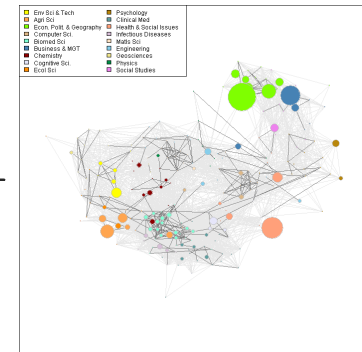 Env Sci & Tech
Agri Sci
Econ. Polit. & Geography
Computer Sci.
Biomed Sci
Business & MGT
Chemistry
Cognitive Sci.
Ecol Sci
Psychology
Clinical Med
Health & Social Issues
Infectious Diseases
Matls Sci
Engineering
Geosciences
Physics
Social Studies